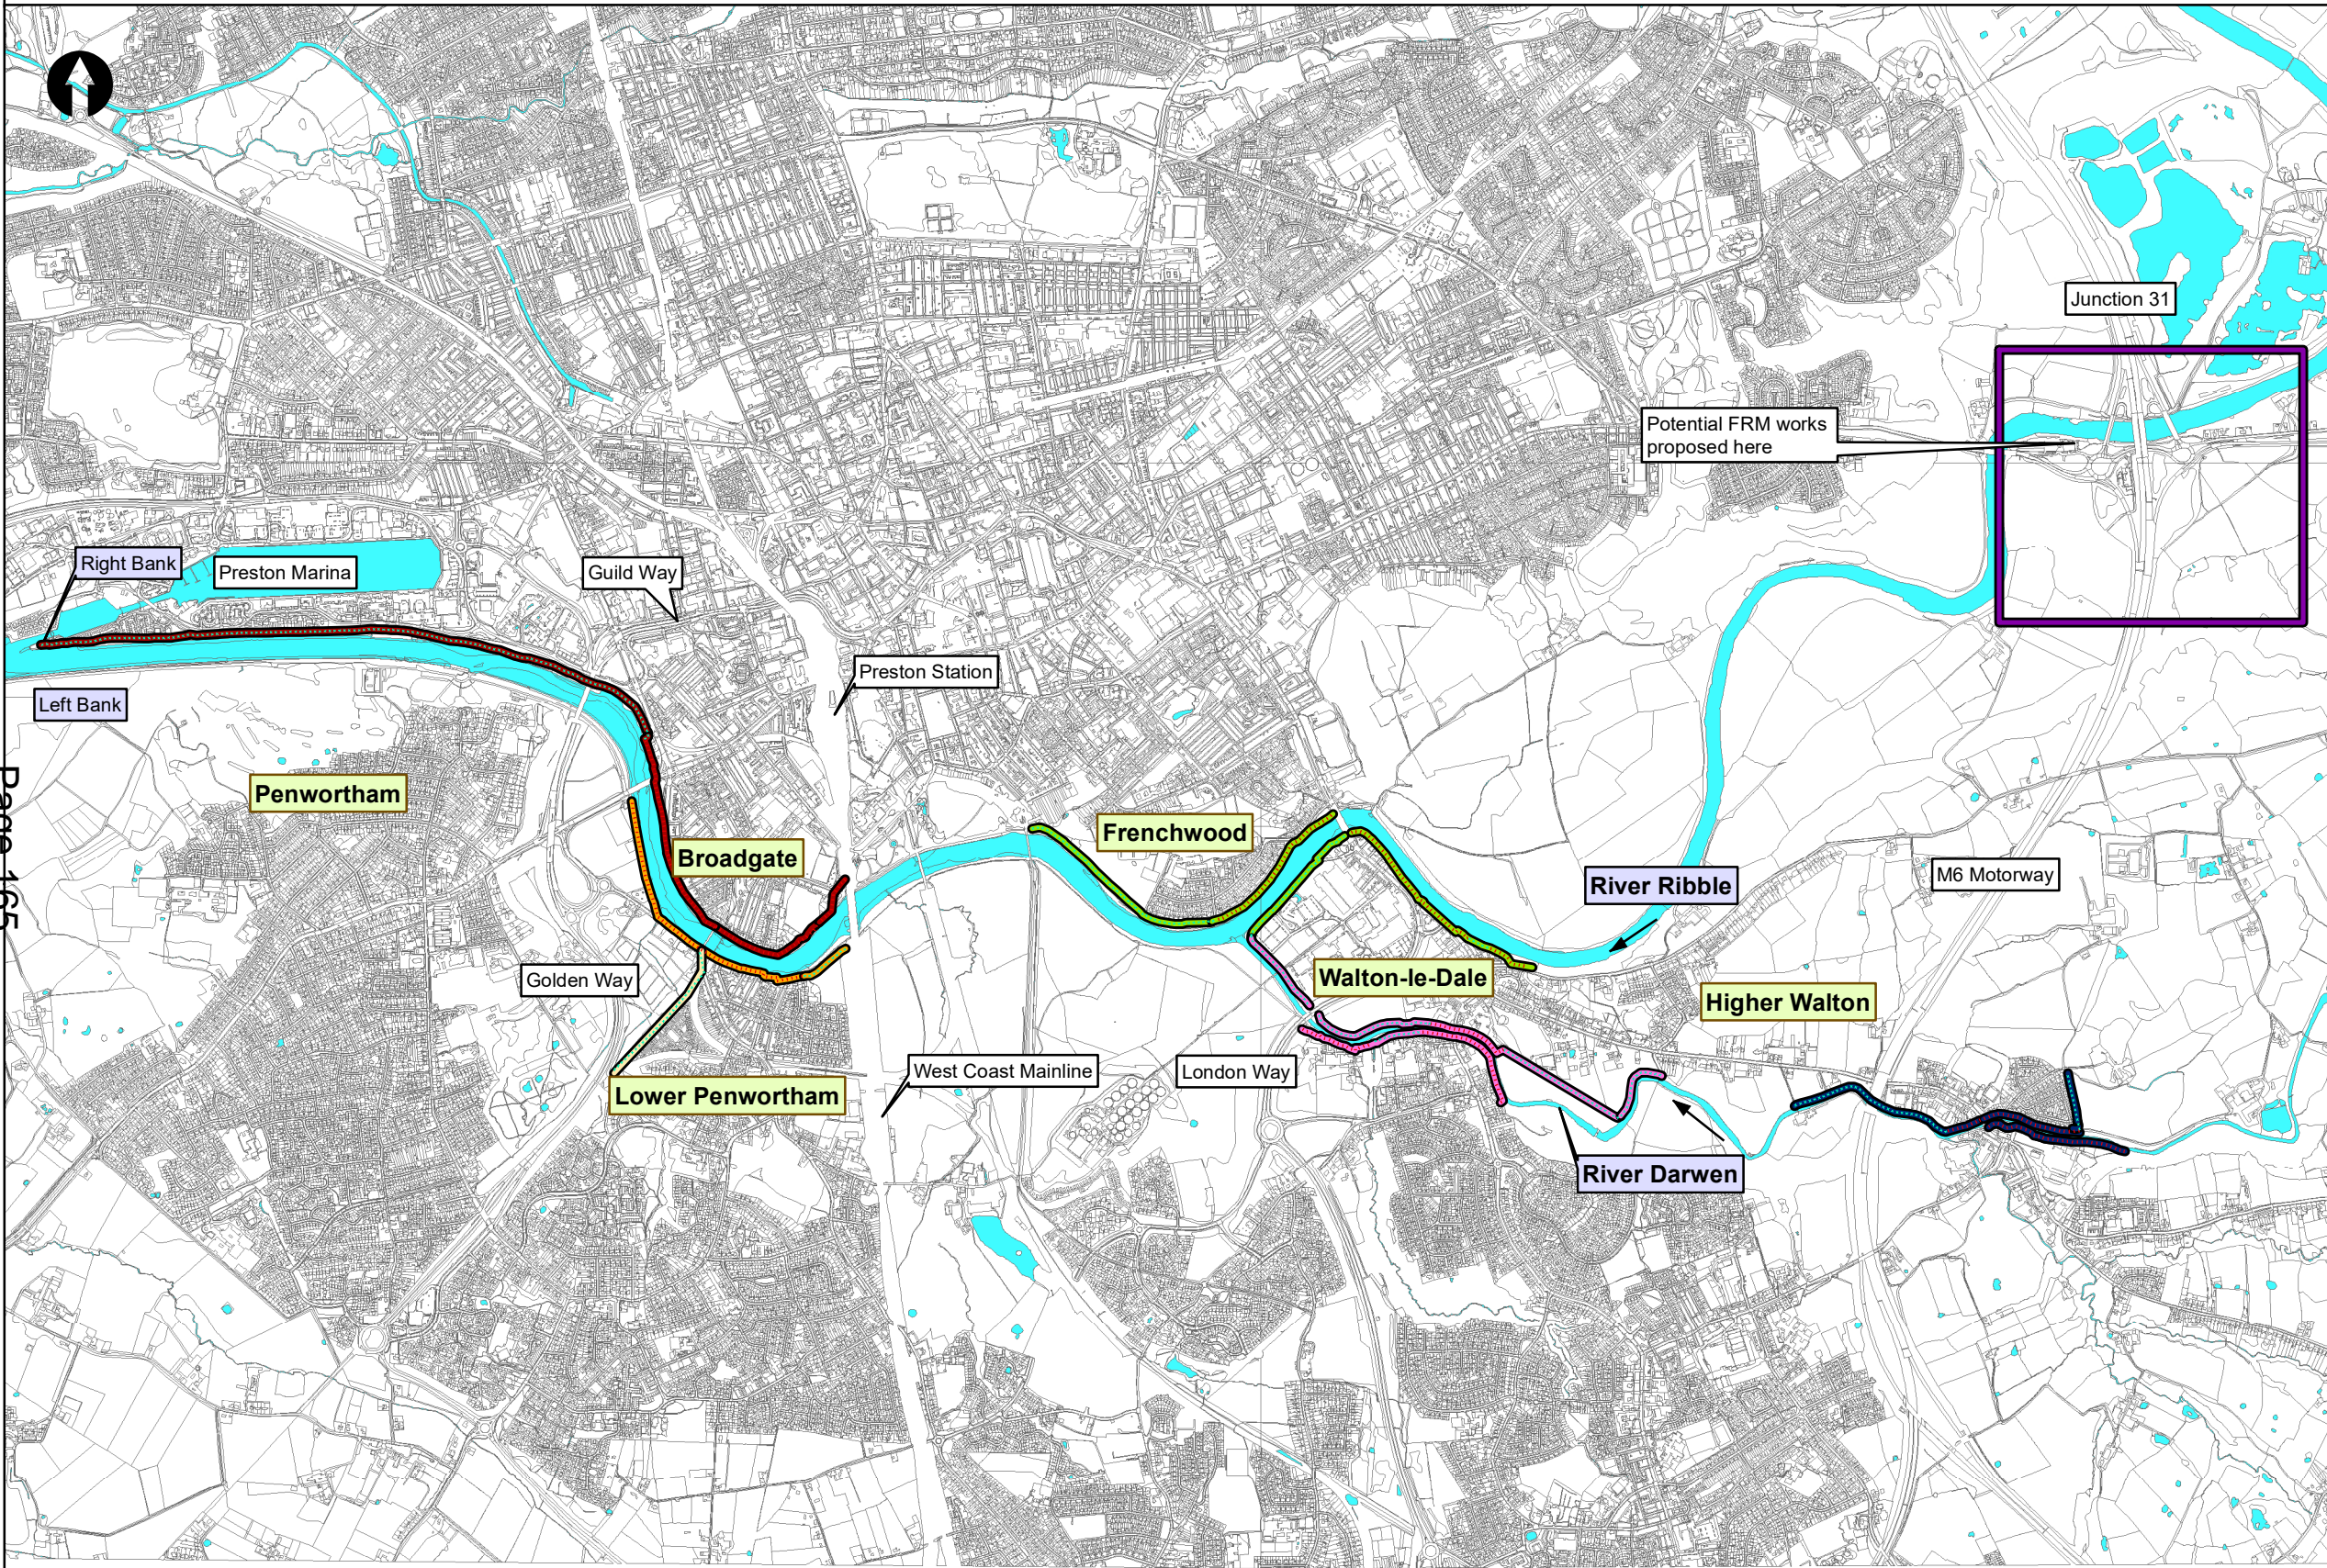 Junction 31
Potential FRM works
proposed here
Right Bank
Preston Marina
Guild Way
Preston Station
Left Bank
Penwortham
Broadgate
Frenchwood
River Ribble
M6 Motorway
Golden Way
Walton-le-Dale
Higher Walton
Lower Penwortham
West Coast Mainline
London Way
River Darwen
Page 165